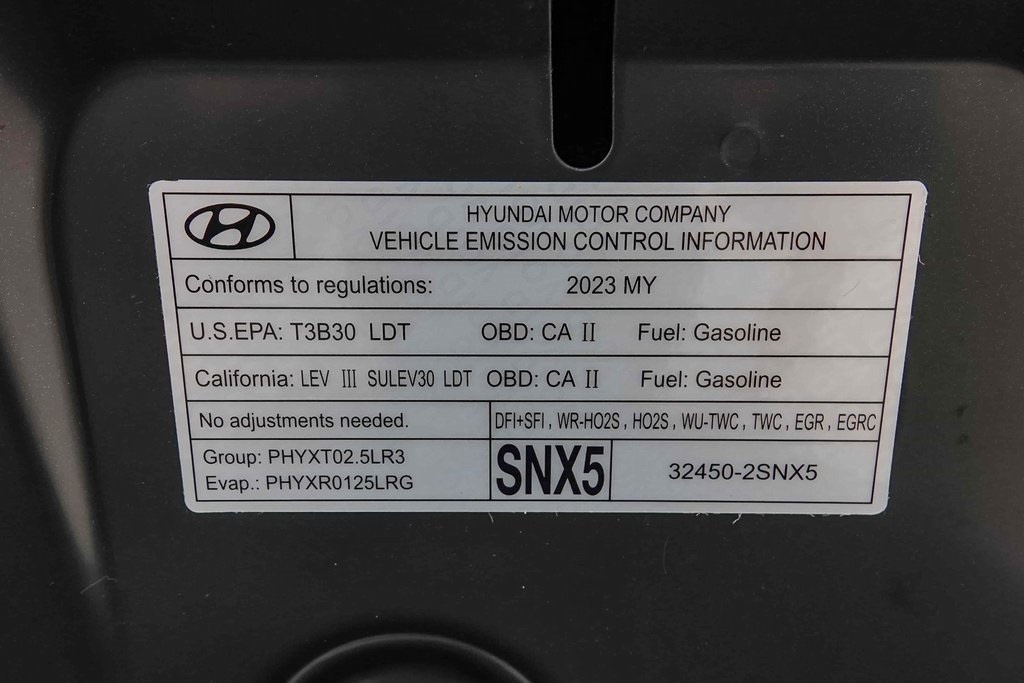 HYUNDAI MOTOR COMPANY
VEHICLE EMISSION CONTROL INFORMATION
Conforms to regulations: 2023 MY
U.S.EPA: T3B30 LDT OBD: CA II Fuel: Gasoline
California: LEV III SULEV30 LDT OBD: CA II Fuel: Gasoline
No adjustments needed. DFI+SFI , WR-HO2S , HO2S , WU-TWC , TWC , EGR , EGRC
Group: PHYXT02.5LR3
Evap.: PHYXR0125LRG
SNX5 32450-2SNX5